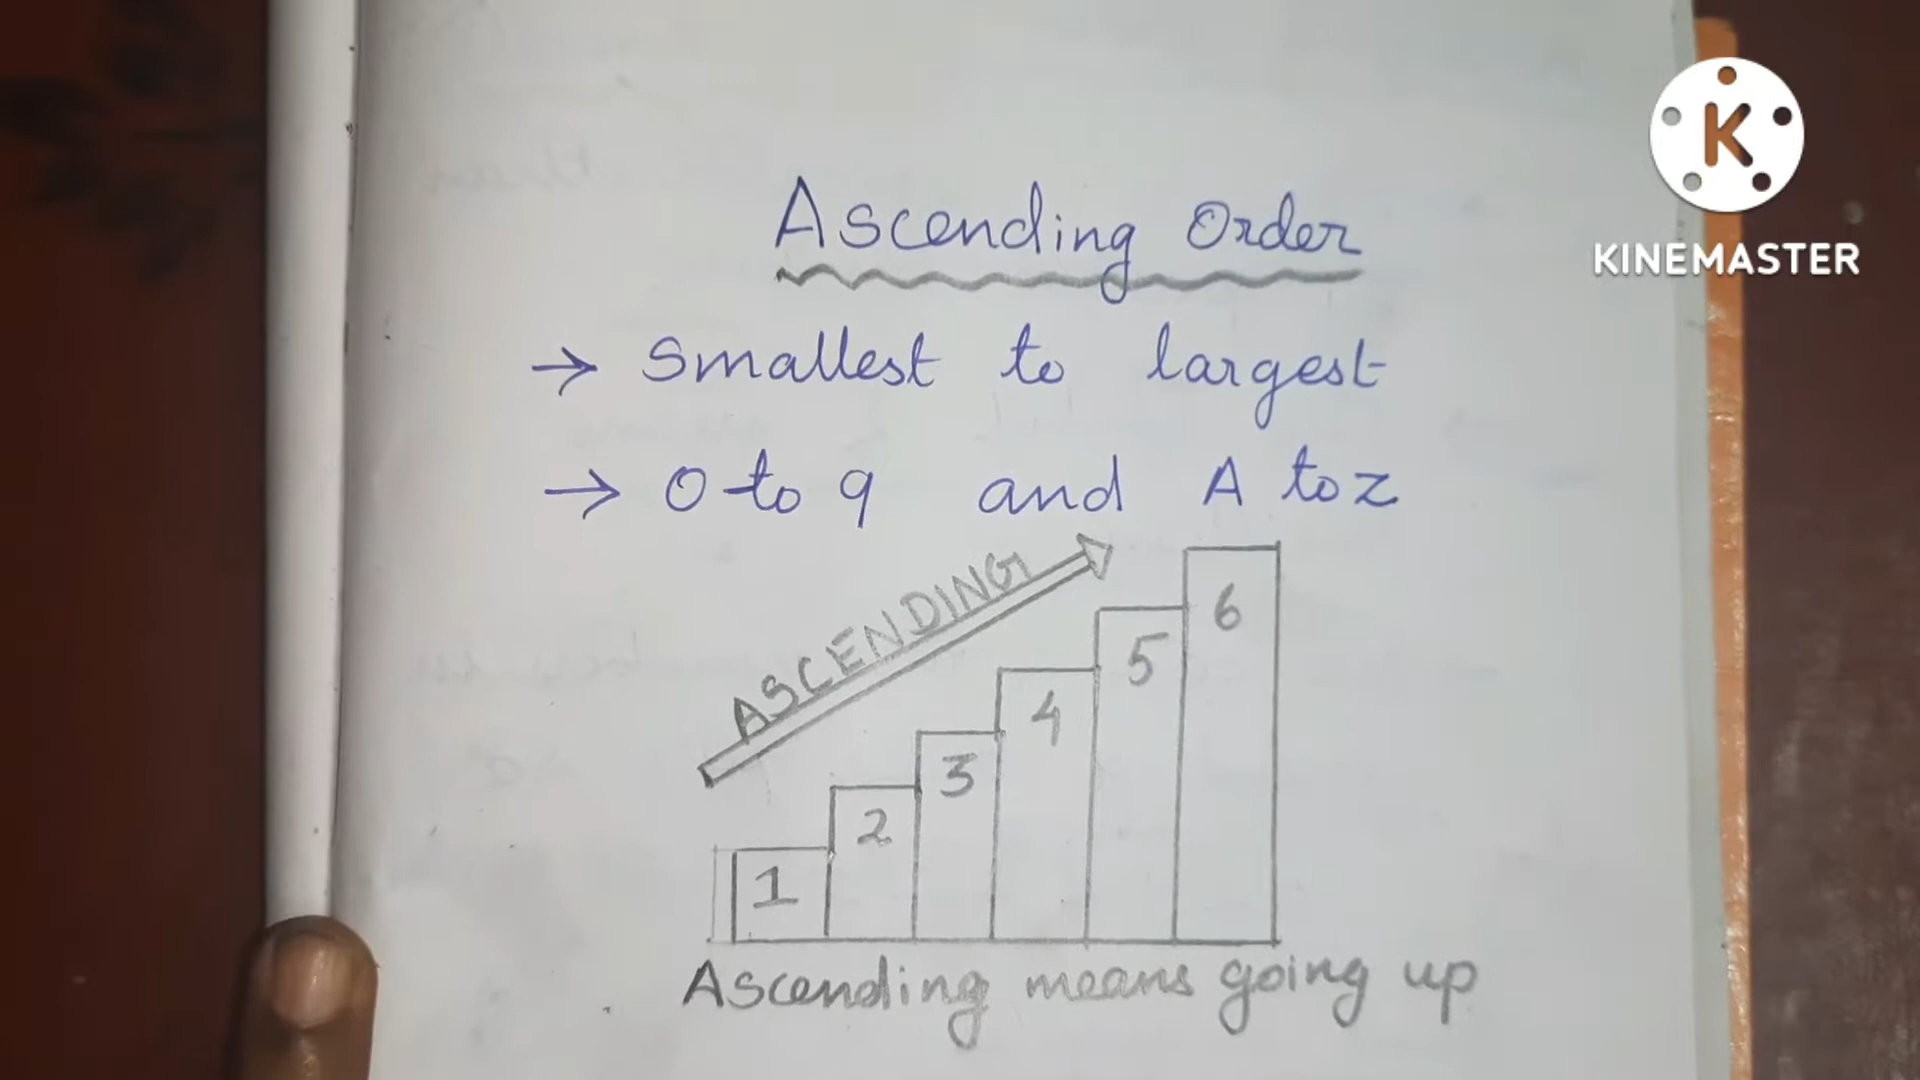 Ascending Order
→ Smallest to largest
→ 0 to 9 and A to z
ASCENDING
1 2 3 4 5 6
Ascending means going up
K
KINEMASTER